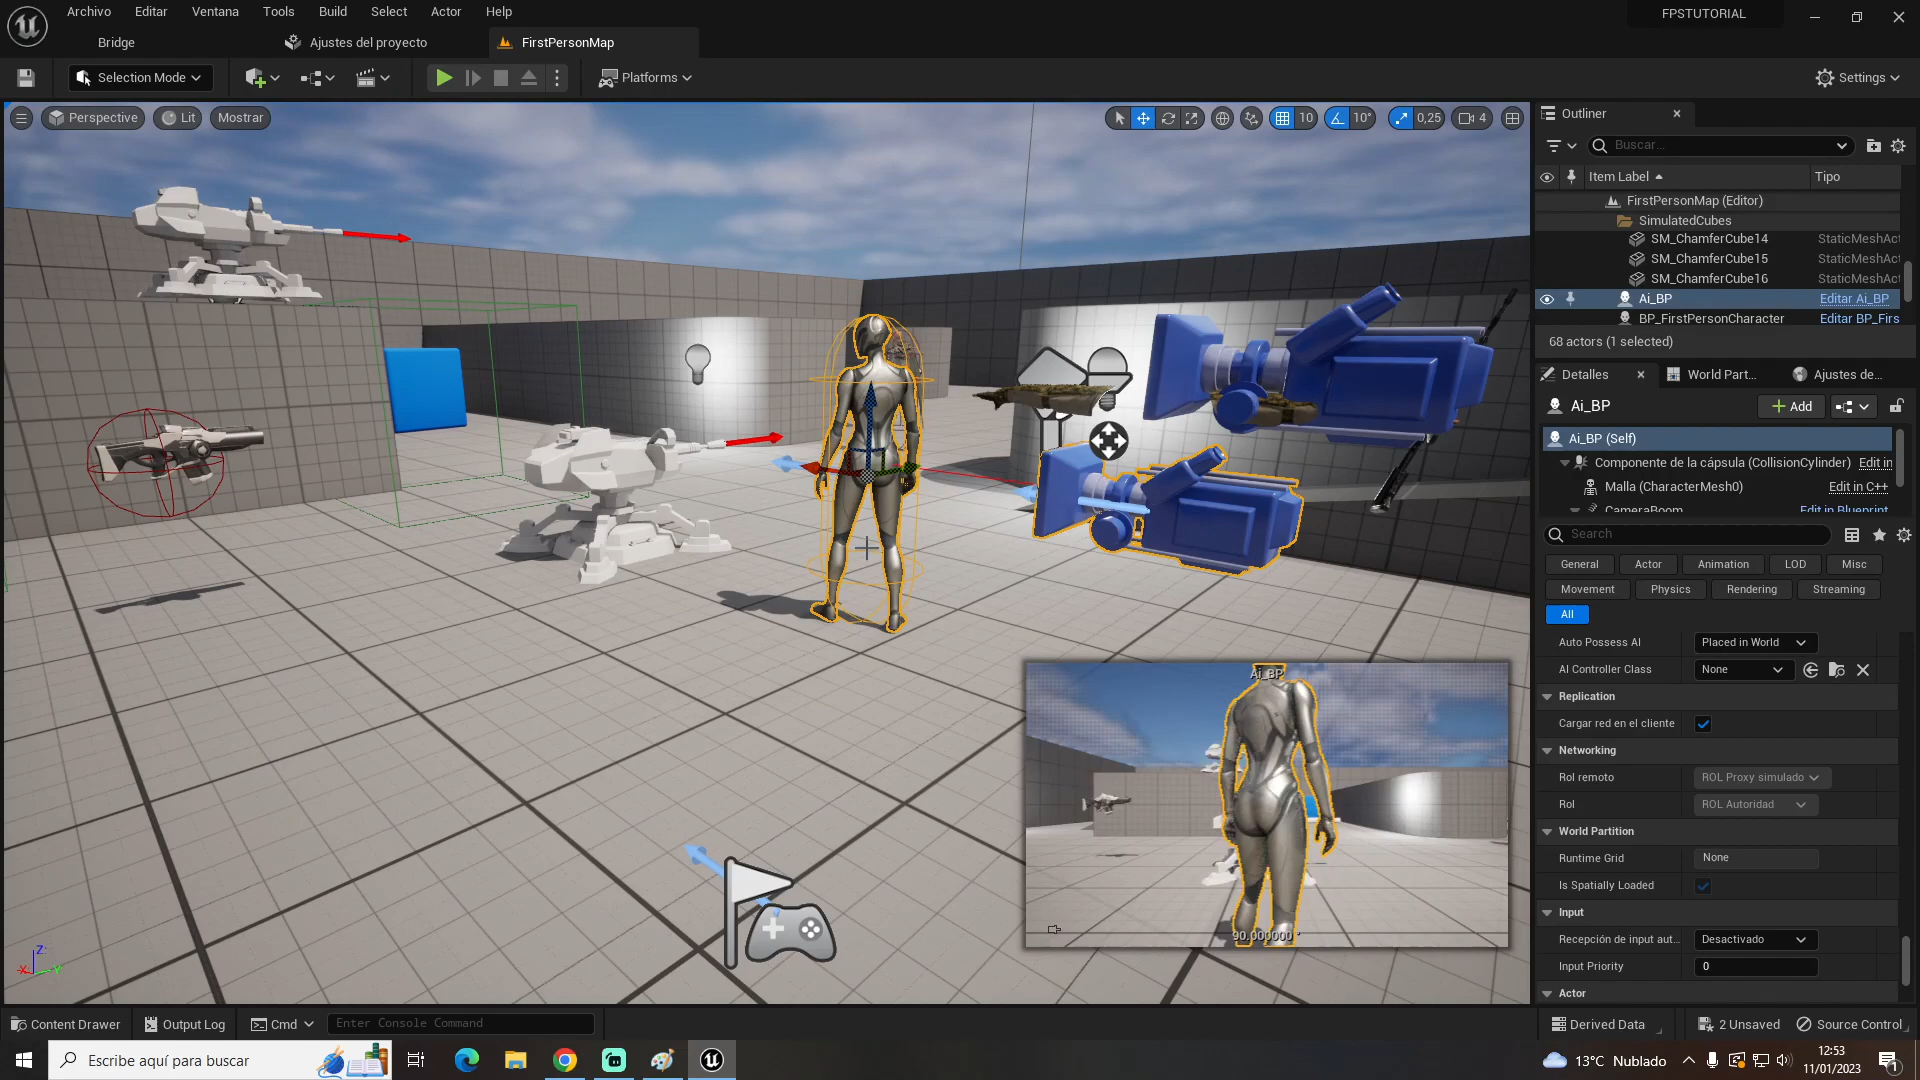 Archivo Editar Ventana Tools Build Select Actor Help
FPSTUTORIAL
Bridge
Ajustes del proyecto
FirstPersonMap
Selection Mode
Platforms
Settings
Perspective
Lit
Mostrar
10
10°
0,25
4
Outliner
Buscar...
Item Label
Tipo
FirstPersonMap (Editor)
SimulatedCubes
SM_ChamferCube14 StaticMeshAct
SM_ChamferCube15 StaticMeshAct
SM_ChamferCube16 StaticMeshAct
Ai_BP Editar Ai_BP
BP_FirstPersonCharacter Editar BP_Firs
68 actors (1 selected)
Detalles
World Part...
Ajustes de...
Ai_BP
Add
Ai_BP (Self)
Componente de la cápsula (CollisionCylinder) Edit in
Malla (CharacterMesh0) Edit in C++
CameraBoom Edit in Blueprint
Search
General Actor Animation LOD Misc
Movement Physics Rendering Streaming
All
Auto Possess AI Placed in World
AI Controller Class None
Replication
Cargar red en el cliente
Networking
Rol remoto ROL Proxy simulado
Rol ROL Autoridad
World Partition
Runtime Grid None
Is Spatially Loaded
Input
Recepción de input aut... Desactivado
Input Priority 0
Actor
Ai_BP
90.000000 °
Z
X
Y
Content Drawer
Output Log
Cmd
Enter Console Command
Derived Data
2 Unsaved
Source Control
Escribe aquí para buscar
13°C Nublado
12:53
11/01/2023
1